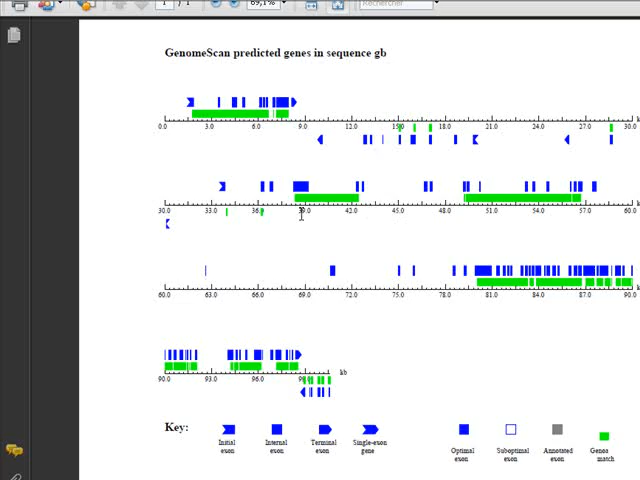 1 / 1
69,1%
Rechercher
GenomeScan predicted genes in sequence gb
0.0 3.0 6.0 9.0 12.0 15.0 18.0 21.0 24.0 27.0 30.0
30.0 33.0 36.0 39.0 42.0 45.0 48.0 51.0 54.0 57.0 60.0
60.0 63.0 66.0 69.0 72.0 75.0 78.0 81.0 84.0 87.0 90.0
90.0 93.0 96.0 kb
Key:
Initial exon
Internal exon
Terminal exon
Single-exon gene
Optimal exon
Suboptimal exon
Annotated exon
match